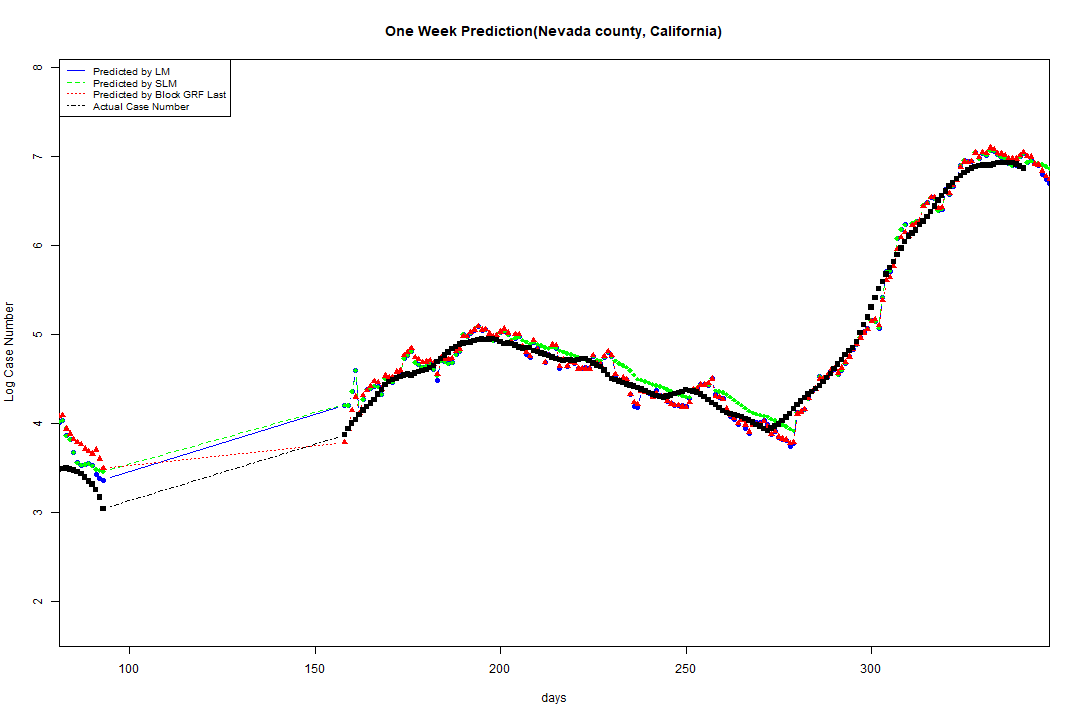 One Week Prediction(Nevada county, California)
Predicted by LM
Predicted by SLM
Predicted by Block GRF Last
Actual Case Number
8
7
6
5
4
3
2
Log Case Number
100 150 200 250 300
days